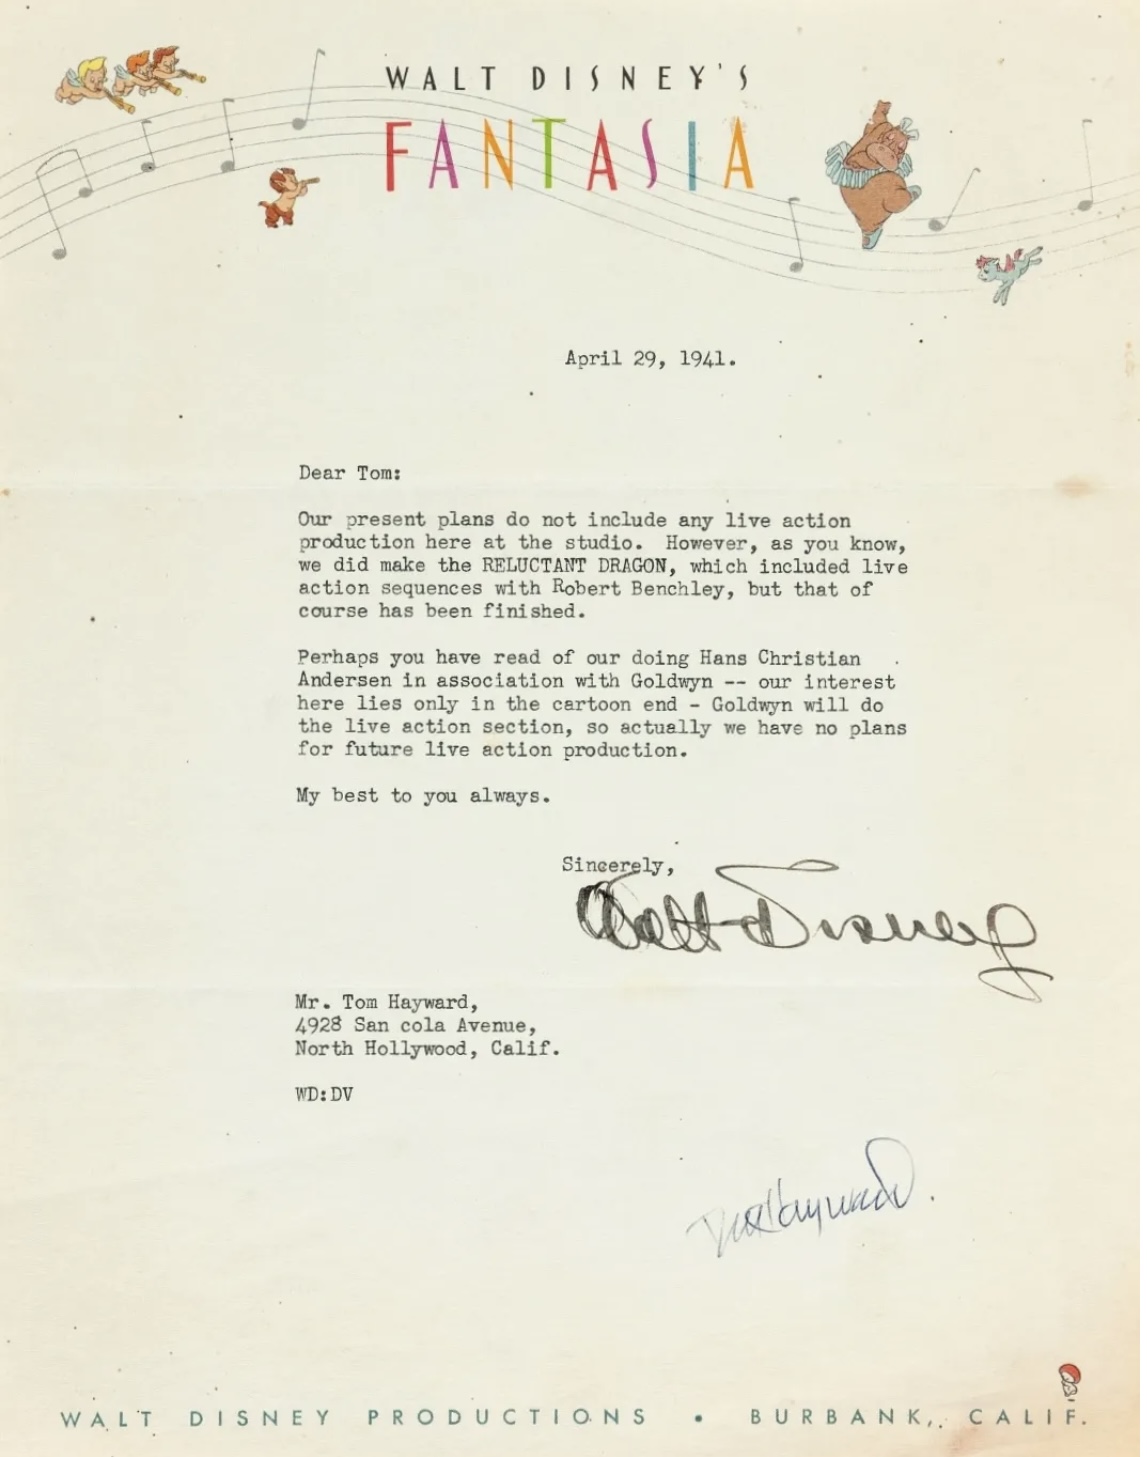 WALT DISNEY'S
FANTASIA
April 29, 1941.
Dear Tom:
Our present plans do not include any live action
production here at the studio. However, as you know,
we did make the RELUCTANT DRAGON, which included live
action sequences with Robert Benchley, but that of
course has been finished.
Perhaps you have read of our doing Hans Christian
Andersen in association with Goldwyn -- our interest
here lies only in the cartoon end - Goldwyn will do
the live action section, so actually we have no plans
for future live action production.
My best to you always.
Sincerely,
Walt Disney
Mr. Tom Hayward,
4928 San cola Avenue,
North Hollywood, Calif.
WD:DV
Hayward.
WALT DISNEY PRODUCTIONS • BURBANK, CALIF.